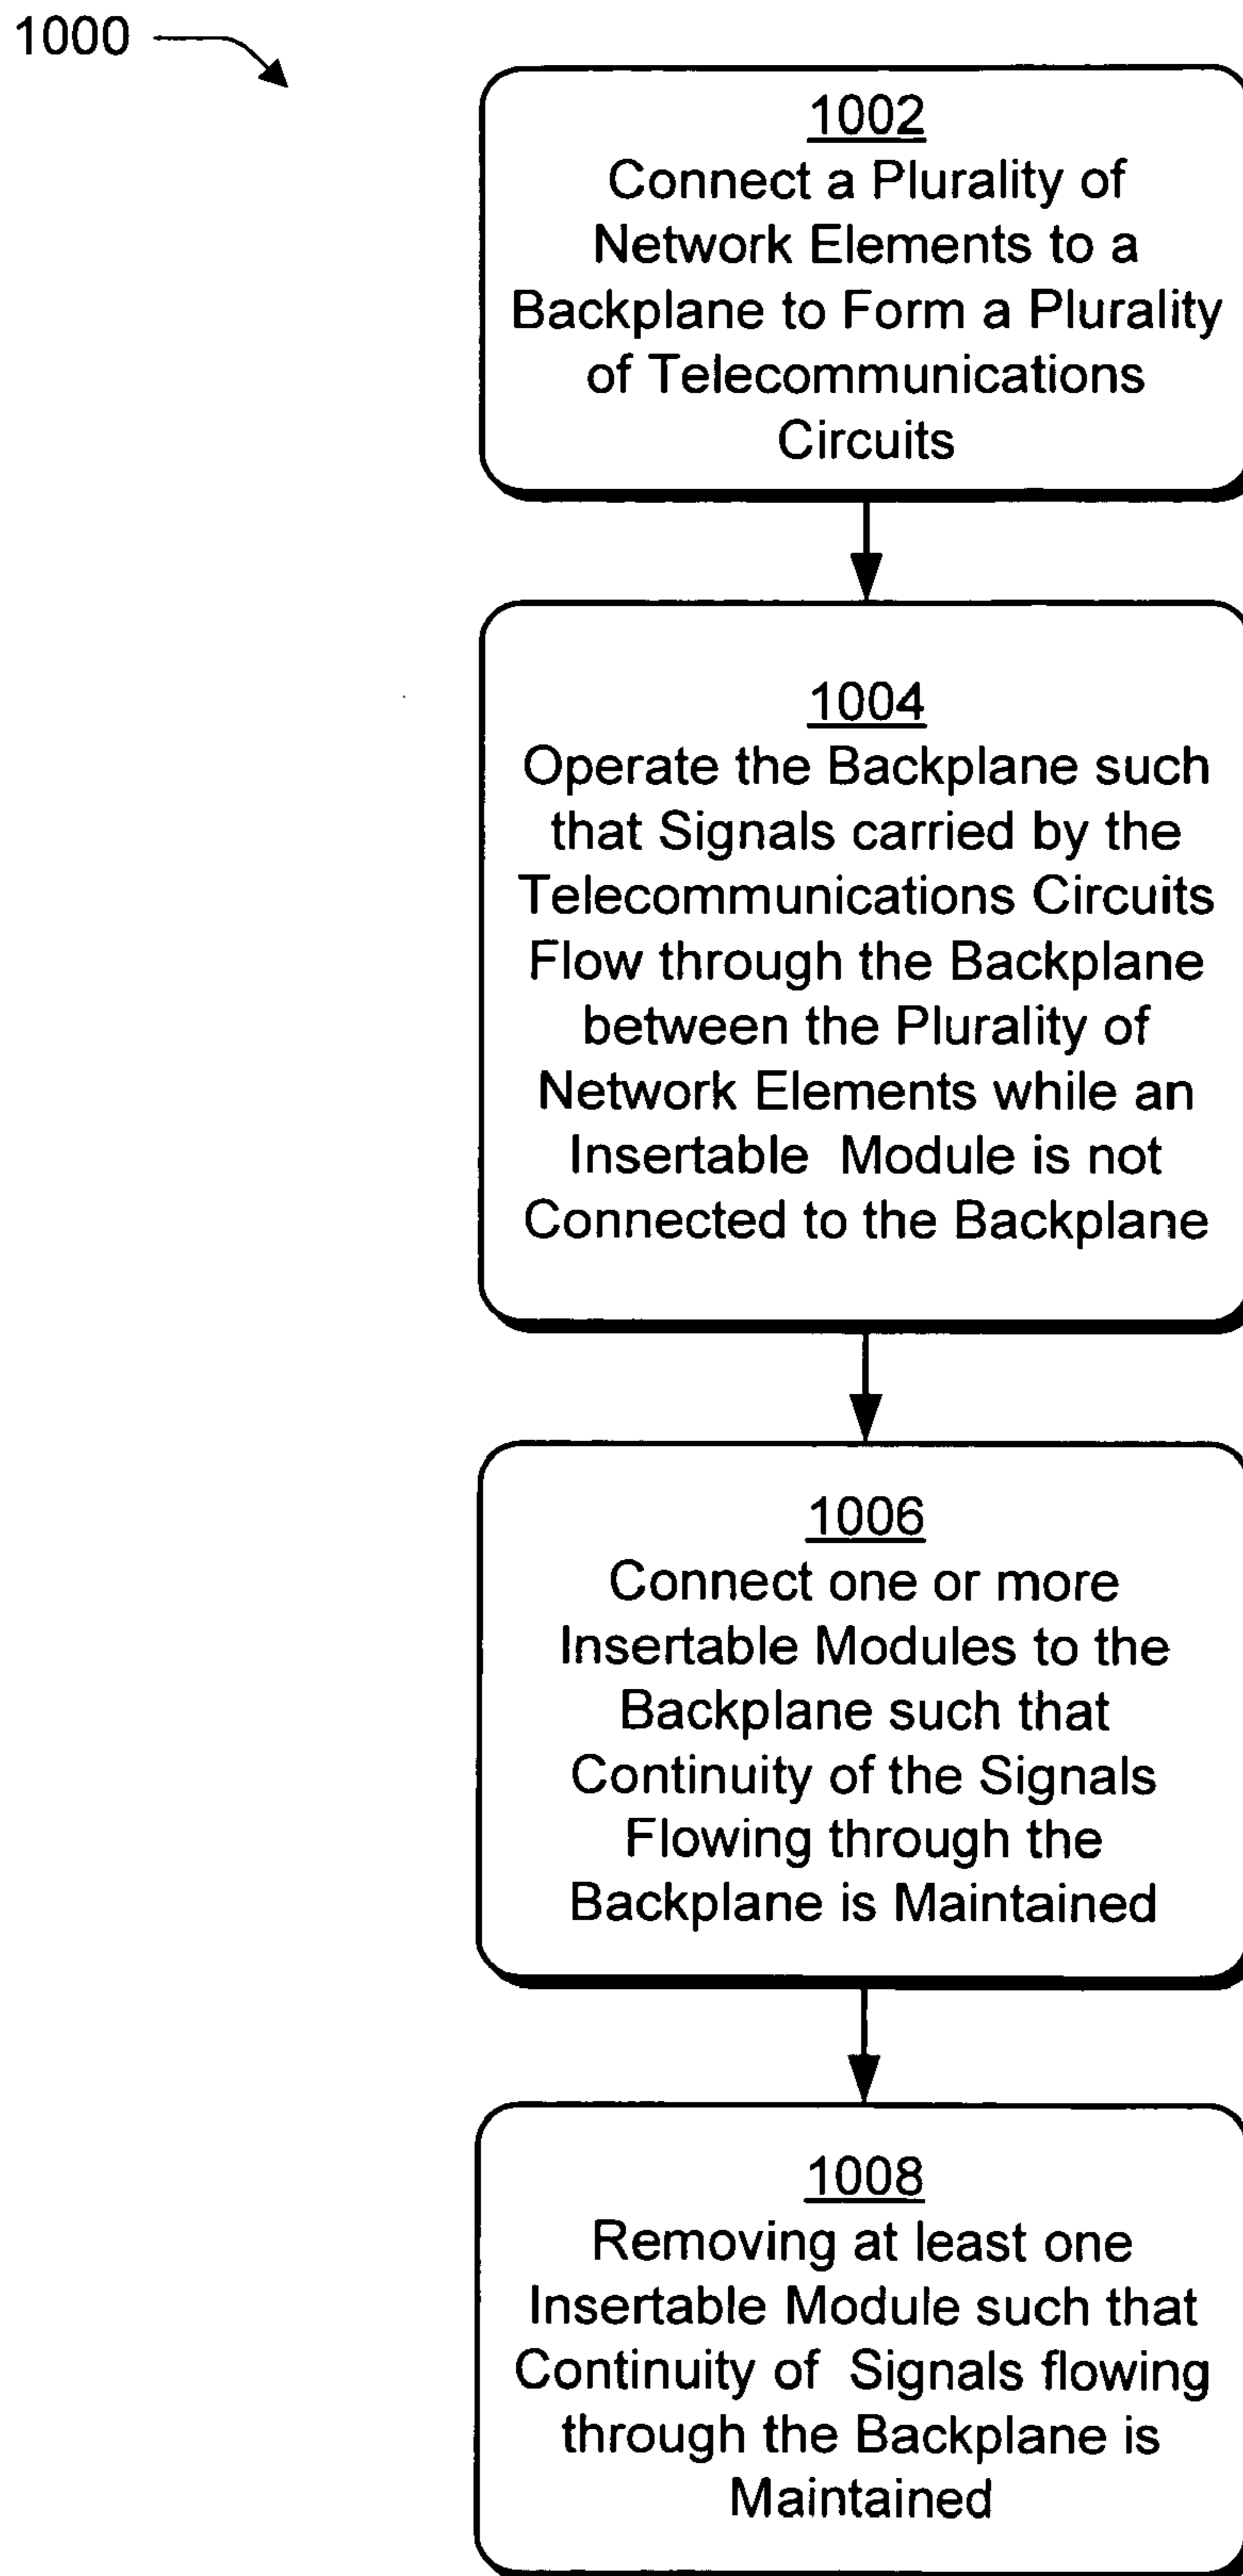 1000
1002
Connect a Plurality of
Network Elements to a
Backplane to Form a Plurality
of Telecommunications
Circuits
1004
Operate the Backplane such
that Signals carried by the
Telecommunications Circuits
Flow through the Backplane
between the Plurality of
Network Elements while an
Insertable Module is not
Connected to the Backplane
1006
Connect one or more
Insertable Modules to the
Backplane such that
Continuity of the Signals
Flowing through the
Backplane is Maintained
1008
Removing at least one
Insertable Module such that
Continuity of Signals flowing
through the Backplane is
Maintained